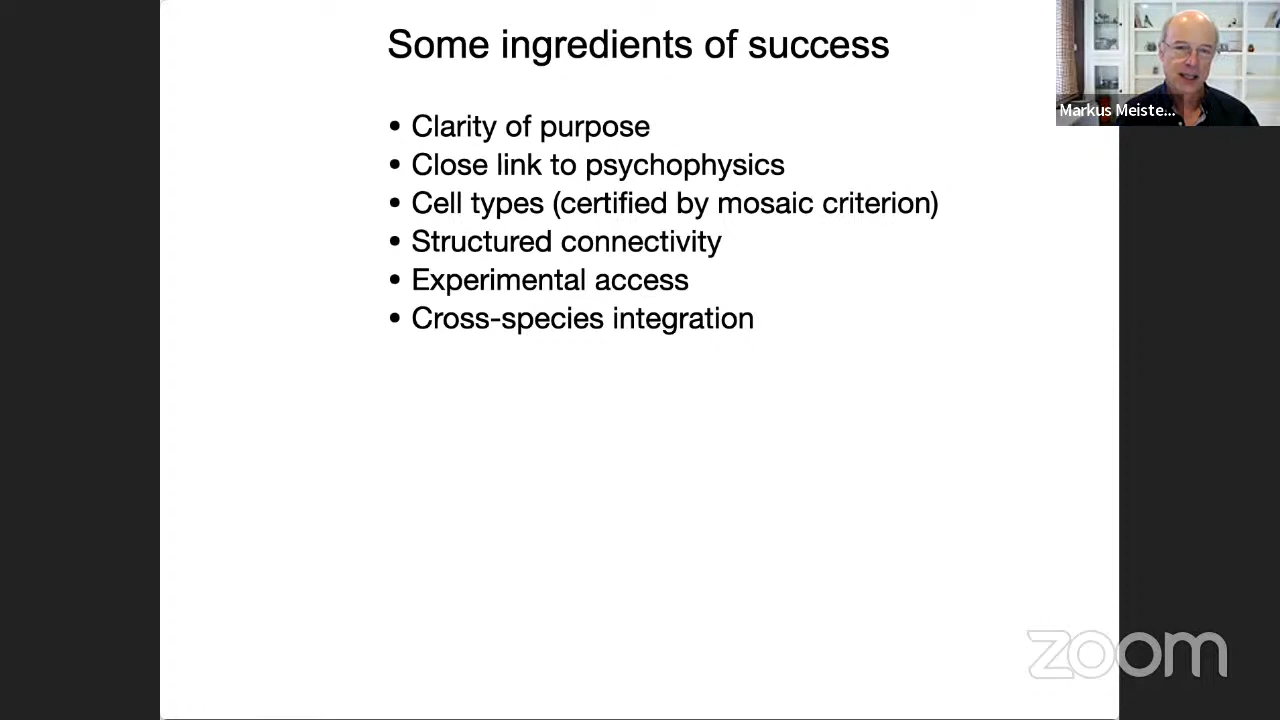 Some ingredients of success
• Clarity of purpose
• Close link to psychophysics
• Cell types (certified by mosaic criterion)
• Structured connectivity
• Experimental access
• Cross-species integration
Markus Meiste...
zoom